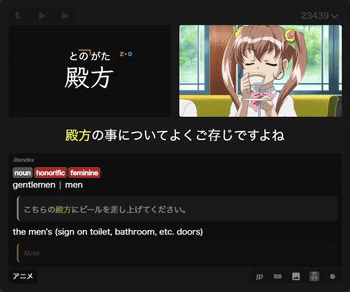 23439
とのがた
2-0
殿方
殿方の事についてよくご存じですよね
Jitendex
noun honorific feminine
gentlemen | men
こちらの殿方にビールを差し上げてください。
the men's (sign on toilet, bathroom, etc. doors)
Note
アニメ
JP